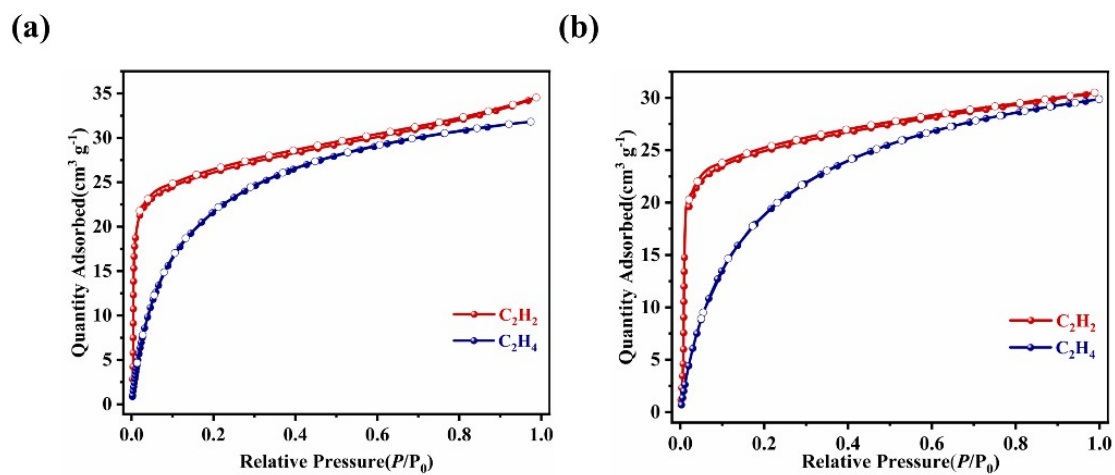 (a)
Quantity Adsorbed(cm³ g⁻¹)
35
30
25
20
15
10
5
0
C₂H₂
C₂H₄
0.0 0.2 0.4 0.6 0.8 1.0
Relative Pressure(P/P₀)
(b)
Quantity Adsorbed(cm³ g⁻¹)
30
25
20
15
10
5
0
C₂H₂
C₂H₄
0.0 0.2 0.4 0.6 0.8 1.0
Relative Pressure(P/P₀)